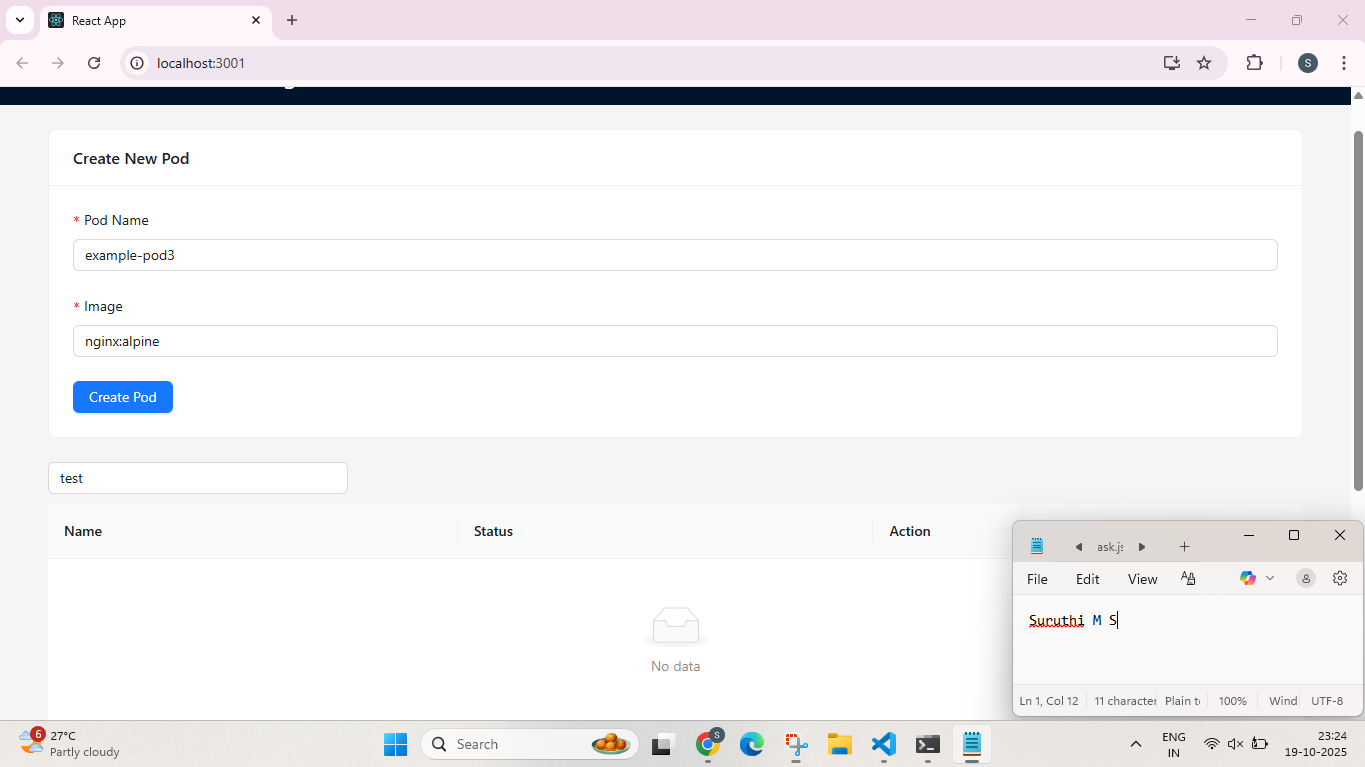 React App
localhost:3001
S
Create New Pod
* Pod Name
example-pod3
* Image
nginx:alpine
Create Pod
test
Name Status Action
No data
ask.js
File Edit View
Suruthi M S
Ln 1, Col 12 11 character Plain t 100% Wind UTF-8
6 27°C
Partly cloudy
Search
S
ENG
IN
23:24
19-10-2025